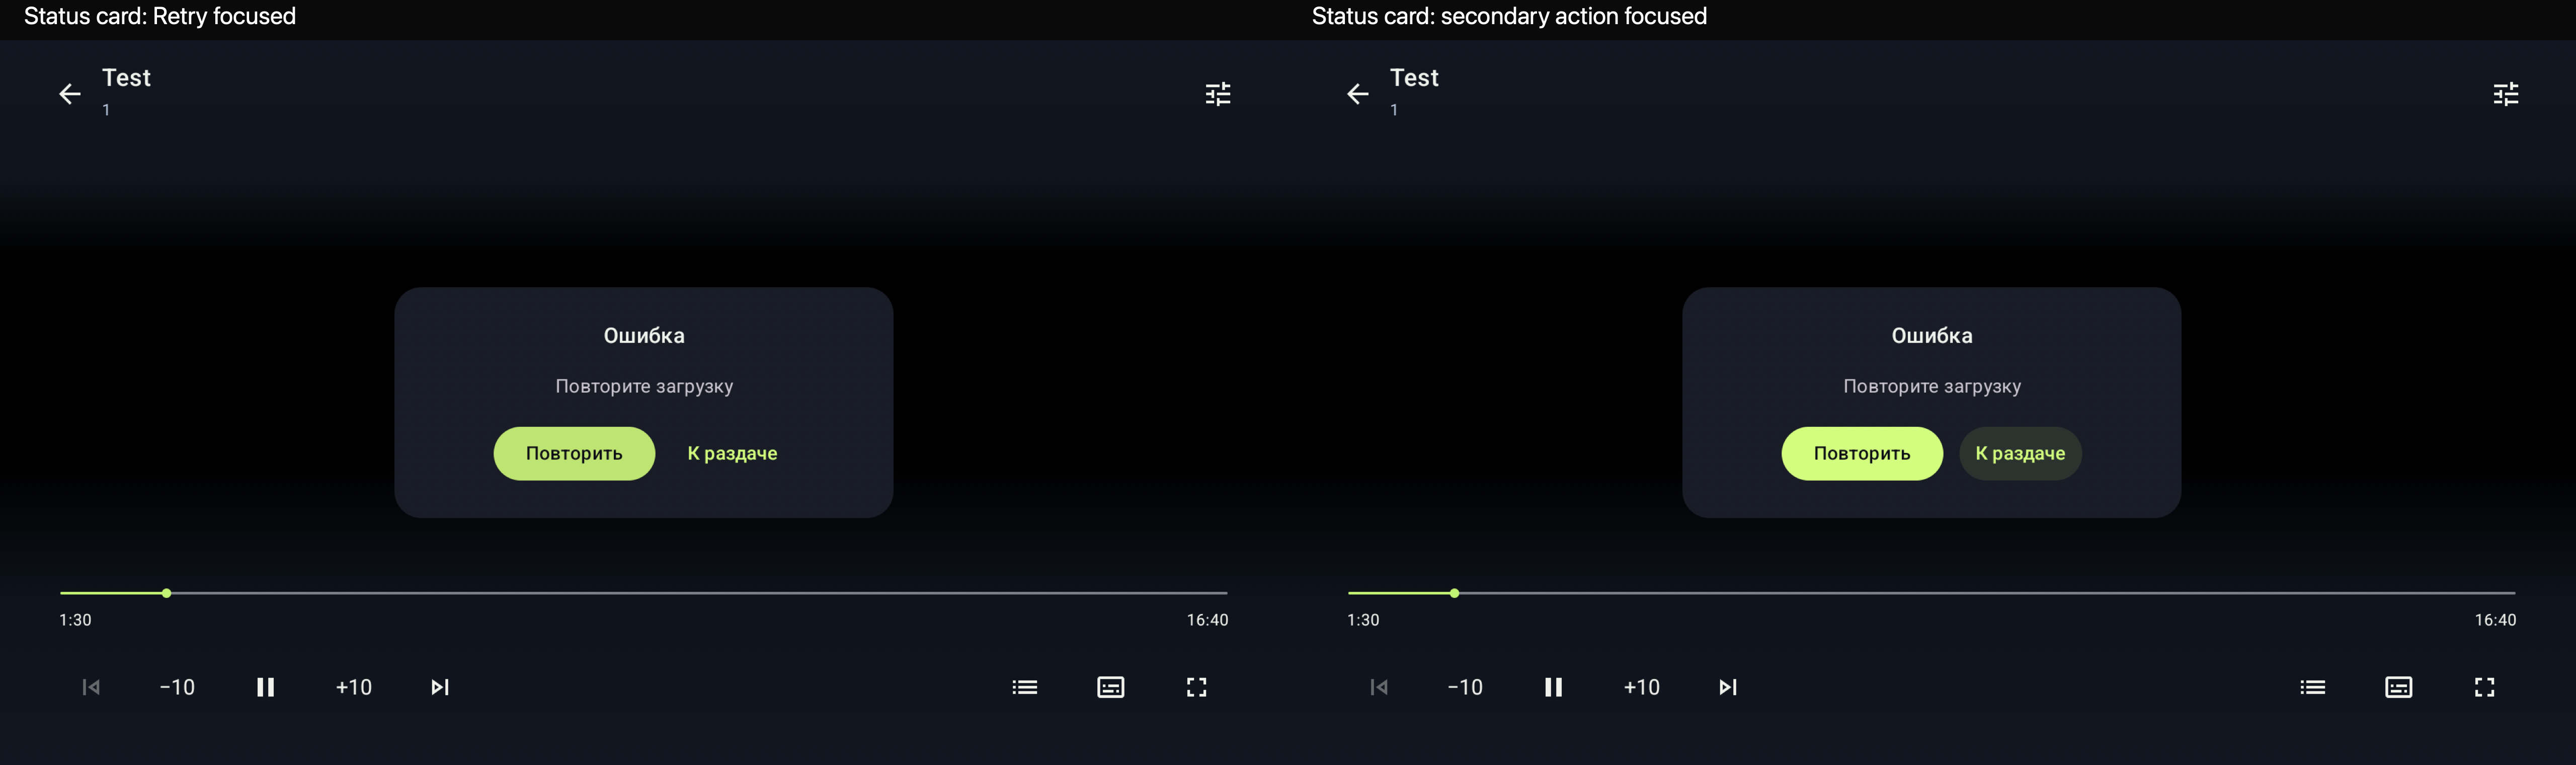 Status card: Retry focused
Test
1
Ошибка
Повторите загрузку
Повторить К раздаче
1:30 16:40
−10 +10
Status card: secondary action focused
Test
1
Ошибка
Повторите загрузку
Повторить К раздаче
1:30 16:40
−10 +10